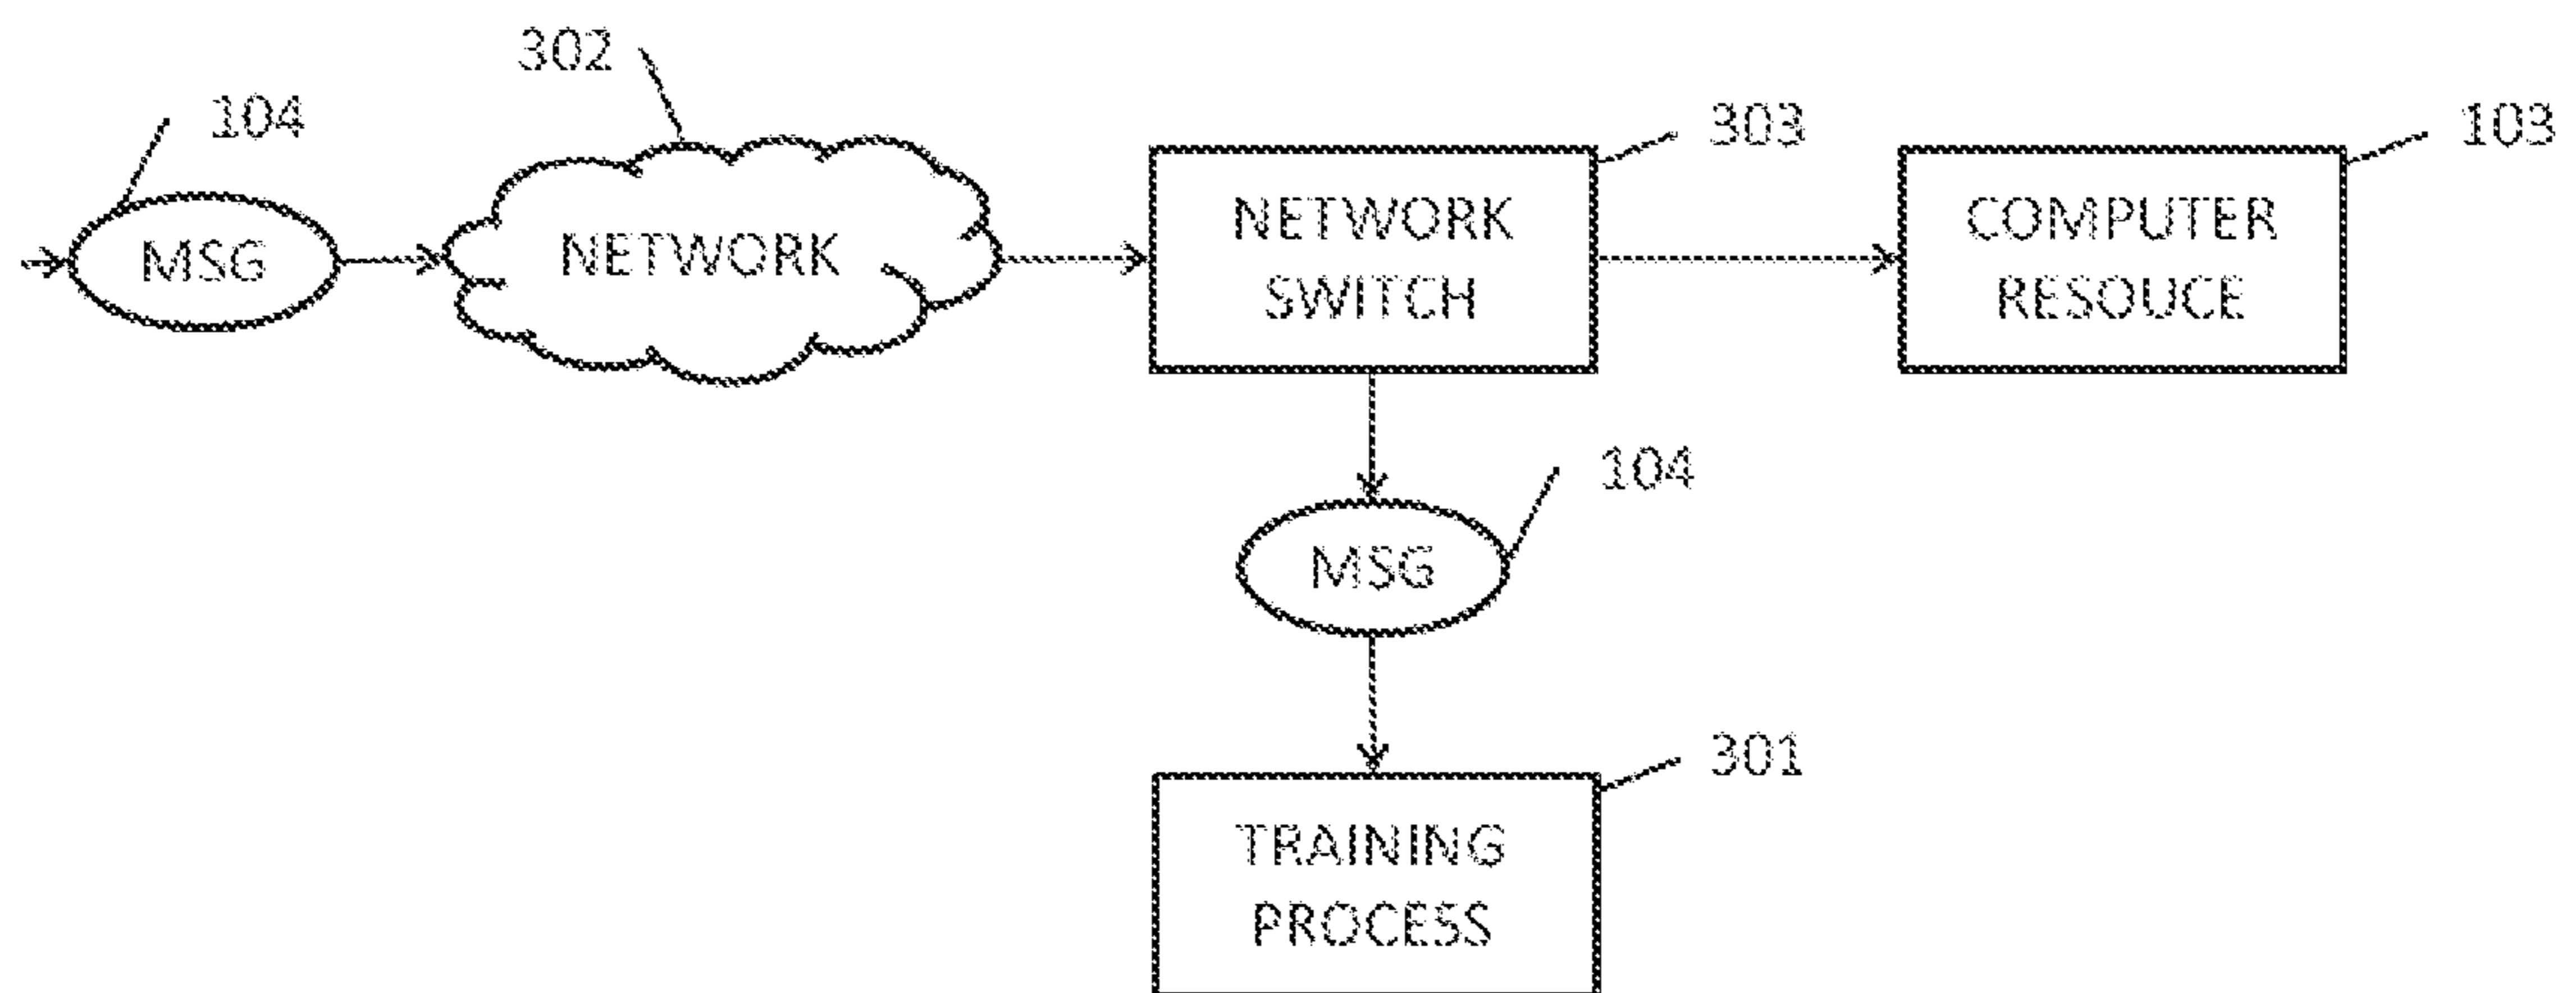 302
104
303
103
MSG
NETWORK
NETWORK
SWITCH
COMPUTER
RESOUCE
104
MSG
301
TRAINING
PROCESS